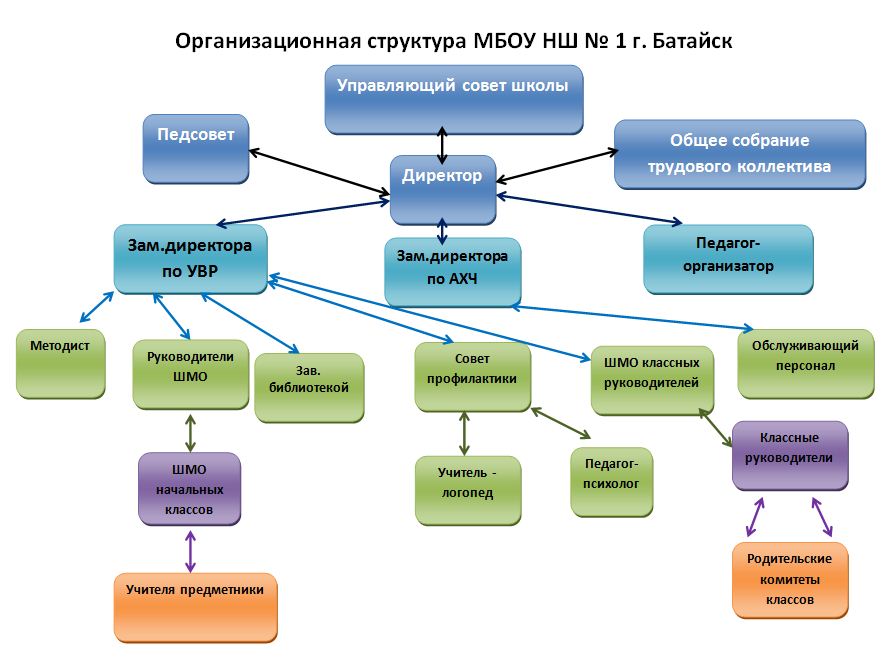 Организационная структура МБОУ НШ № 1 г. Батайск
Управляющий совет школы
Педсовет
Общее собрание
трудового коллектива
Директор
Зам.директора
по УВР
Зам.директора
по АХЧ
Педагог-
организатор
Методист
Руководители
ШМО
Зав.
библиотекой
Совет
профилактики
ШМО классных
руководителей
Обслуживающий
персонал
ШМО
начальных
классов
Учитель -
логопед
Педагог-
психолог
Классные
руководители
Учителя предметники
Родительские
комитеты
классов